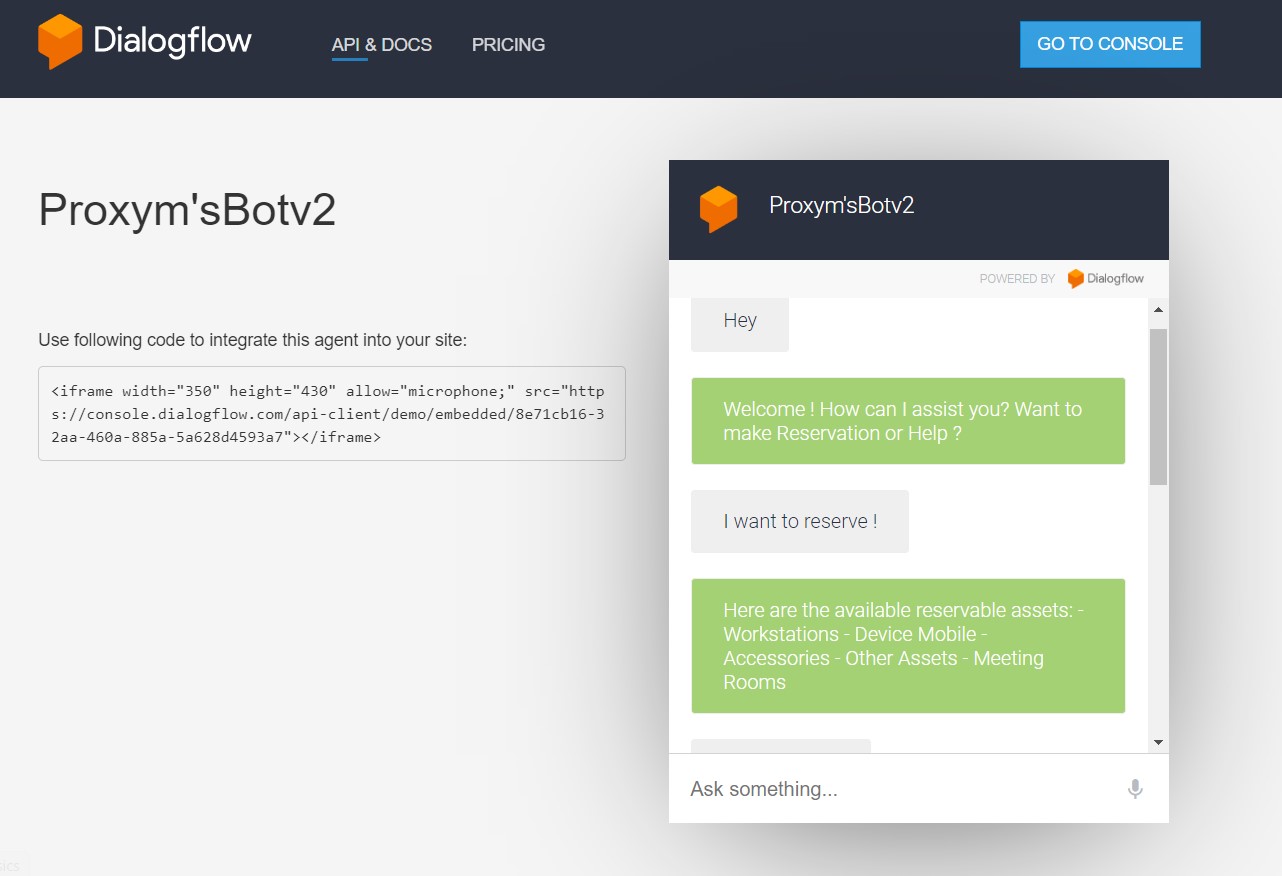 Dialogflow
API & DOCS
PRICING
GO TO CONSOLE
Proxym'sBotv2
Use following code to integrate this agent into your site:
<iframe width="350" height="430" allow="microphone;" src="http
s://console.dialogflow.com/api-client/demo/embedded/8e71cb16-3
2aa-460a-885a-5a628d4593a7"></iframe>
Proxym'sBotv2
POWERED BY Dialogflow
Hey
Welcome ! How can I assist you? Want to
make Reservation or Help ?
I want to reserve !
Here are the available reservable assets: -
Workstations - Device Mobile -
Accessories - Other Assets - Meeting
Rooms
Ask something...